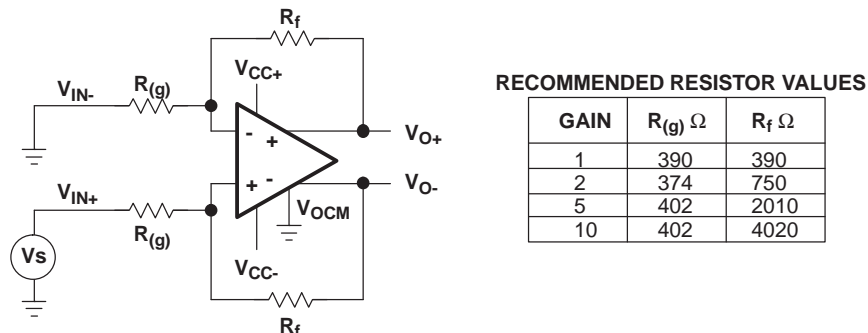 Rf
VCC+
VIN-
R(g)
-
+
VO+
VIN+
+
-
VO-
R(g)
VOCM
Vs
VCC-
Rf
RECOMMENDED RESISTOR VALUES
GAIN R(g) Ω Rf Ω
1 390 390
2 374 750
5 402 2010
10 402 4020